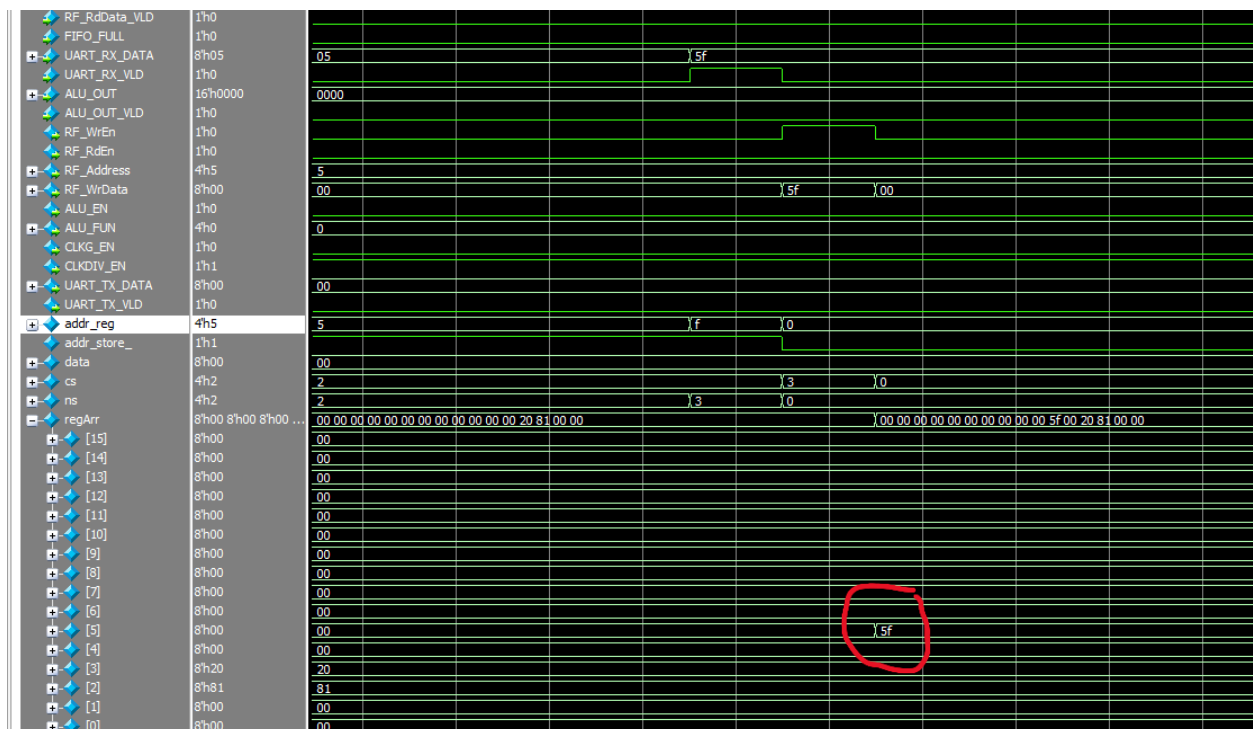 RF_RdData_VLD 1'h0
FIFO_FULL 1'h0
UART_RX_DATA 8'h05 05 5f
UART_RX_VLD 1'h0
ALU_OUT 16'h0000 0000
ALU_OUT_VLD 1'h0
RF_WrEn 1'h0
RF_RdEn 1'h0
RF_Address 4'h5 5
RF_WrData 8'h00 00 5f 00
ALU_EN 1'h0
ALU_FUN 4'h0 0
CLKG_EN 1'h0
CLKDIV_EN 1'h1
UART_TX_DATA 8'h00 00
UART_TX_VLD 1'h0
addr_reg 4'h5 5 f 0
addr_store_ 1'h1
data 8'h00 00
cs 4'h2 2 3 0
ns 4'h2 2 3 0
regArr 8'h00 8'h00 8'h00 ... 00 00 00 00 00 00 00 00 00 00 00 00 20 81 00 00 00 00 00 00 00 00 00 00 00 00 5f 00 20 81 00 00
[15] 8'h00 00
[14] 8'h00 00
[13] 8'h00 00
[12] 8'h00 00
[11] 8'h00 00
[10] 8'h00 00
[9] 8'h00 00
[8] 8'h00 00
[7] 8'h00 00
[6] 8'h00 00
[5] 8'h00 00 5f
[4] 8'h00 00
[3] 8'h20 20
[2] 8'h81 81
[1] 8'h00 00
[0] 8'h00 00